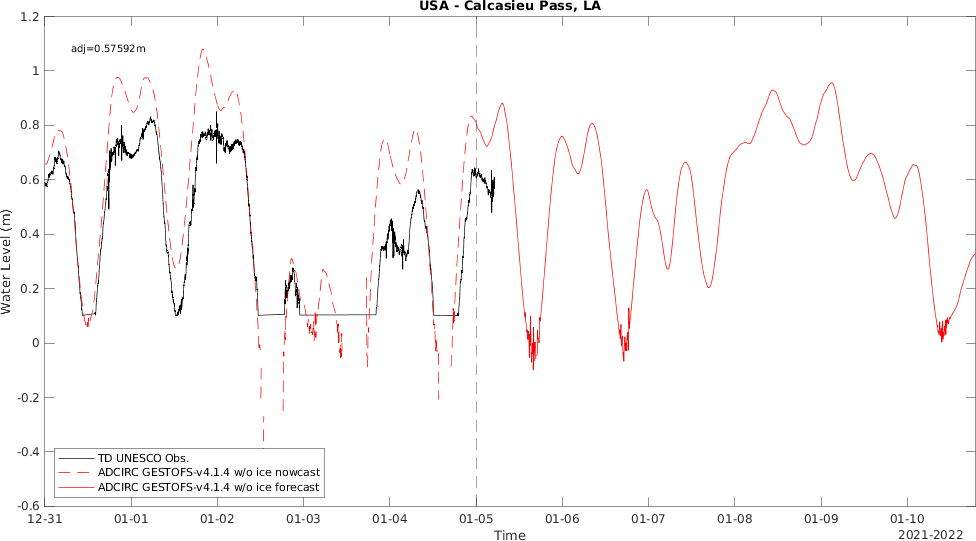 USA - Calcasieu Pass, LA
adj=0.57592m
1.2
1
0.8
0.6
0.4
0.2
0
-0.2
-0.4
-0.6
Water Level (m)
TD UNESCO Obs.
ADCIRC GESTOFS-v4.1.4 w/o ice nowcast
ADCIRC GESTOFS-v4.1.4 w/o ice forecast
12-31 01-01 01-02 01-03 01-04 01-05 01-06 01-07 01-08 01-09 01-10
Time
2021-2022